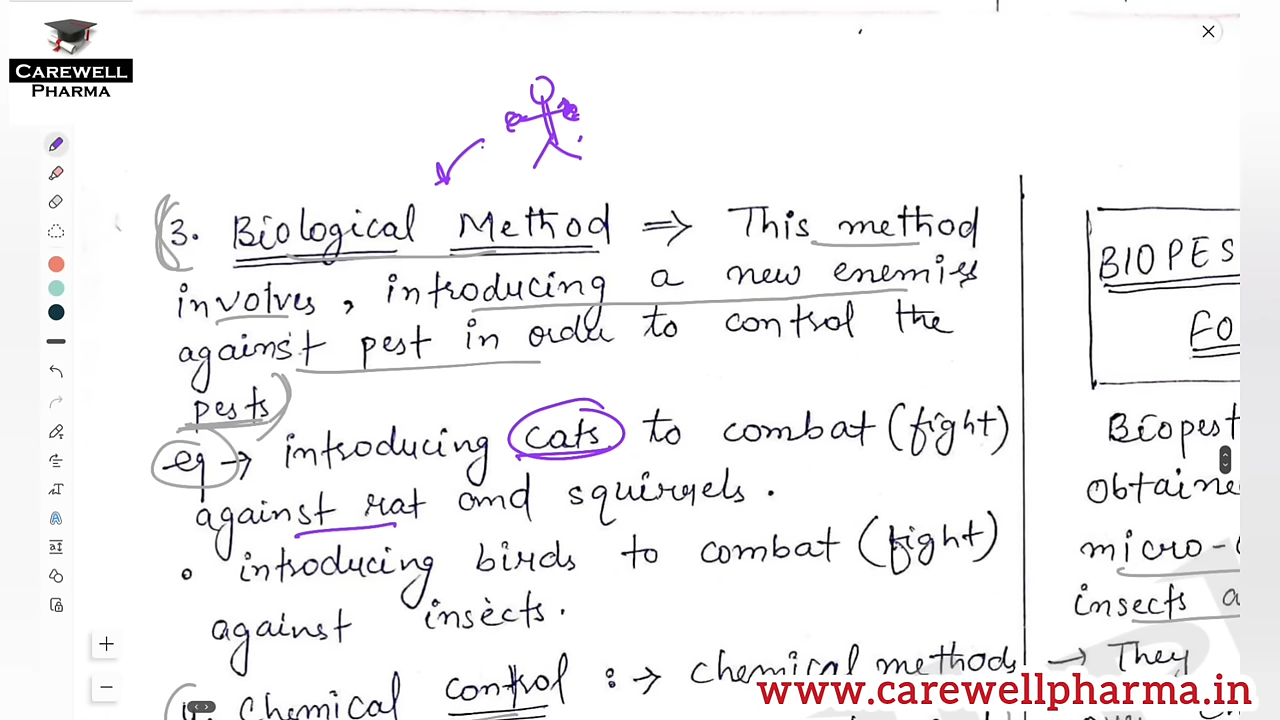 CAREWELL
PHARMA
3. Biological Method ⇒ This method
involves, introducing a new enemies
against pest in order to control the
pests
eg → introducing cats to combat (fight)
against rat and squirrels.
• introducing birds to combat (fight)
against insects.
Chemical control :→ chemical methods
BIOPES
FO
Biopest
obtaine
micro-
insects a
→ They
www.carewellpharma.in